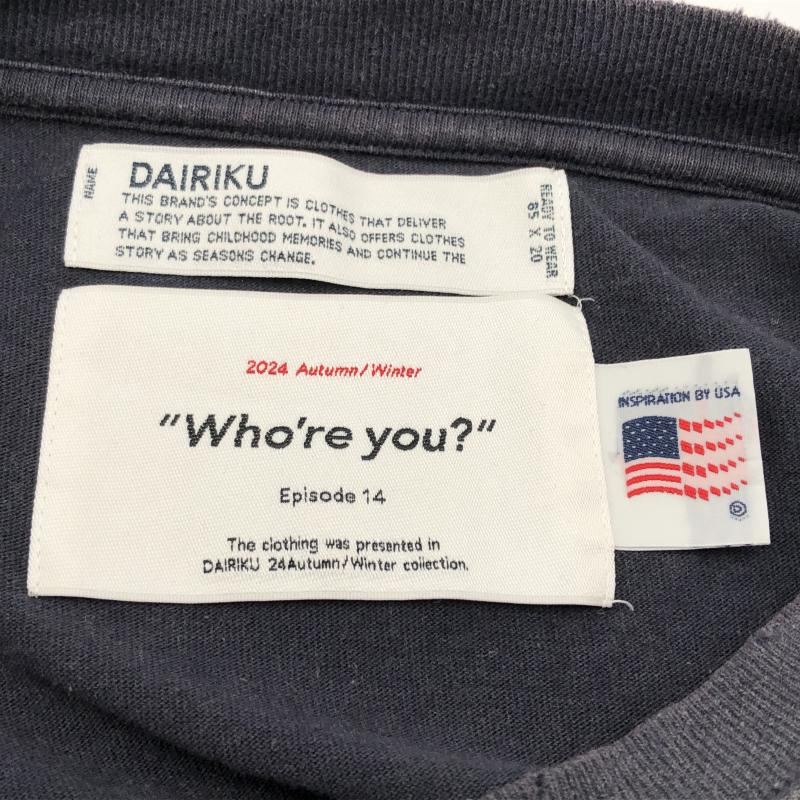 NAME
DAIRIKU
THIS BRAND'S CONCEPT IS CLOTHES THAT DELIVER
A STORY ABOUT THE ROOT. IT ALSO OFFERS CLOTHES
THAT BRING CHILDHOOD MEMORIES AND CONTINUE THE
STORY AS SEASONS CHANGE.
READY TO WEAR
85 X 20
2024 Autumn/Winter
"Who're you?"
Episode 14
The clothing was presented in
DAIRIKU 24Autumn/Winter collection.
INSPIRATION BY USA